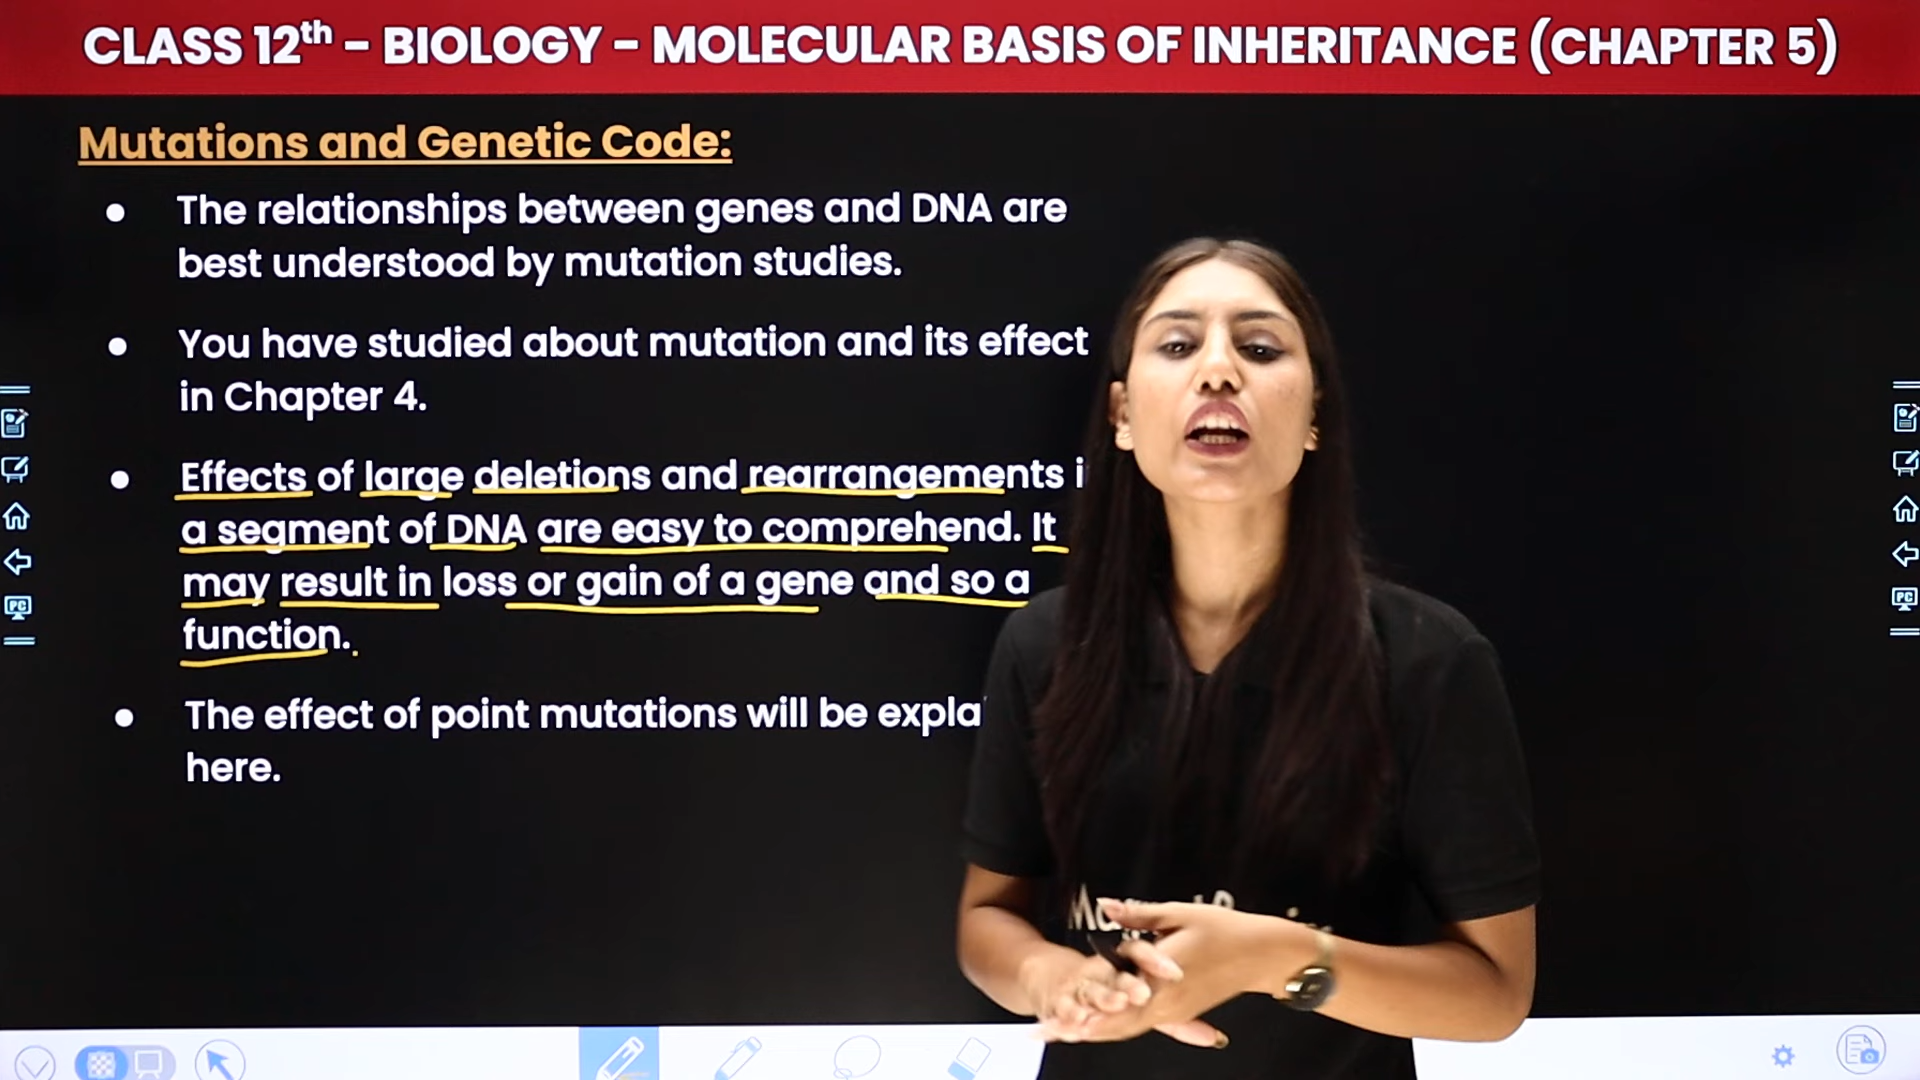 CLASS 12th – BIOLOGY – MOLECULAR BASIS OF INHERITANCE (CHAPTER 5)
Mutations and Genetic Code:
• The relationships between genes and DNA are
best understood by mutation studies.
• You have studied about mutation and its effect
in Chapter 4.
• Effects of large deletions and rearrangements
a segment of DNA are easy to comprehend. It
may result in loss or gain of a gene and so a
function.
• The effect of point mutations will be
here.
PC
PC